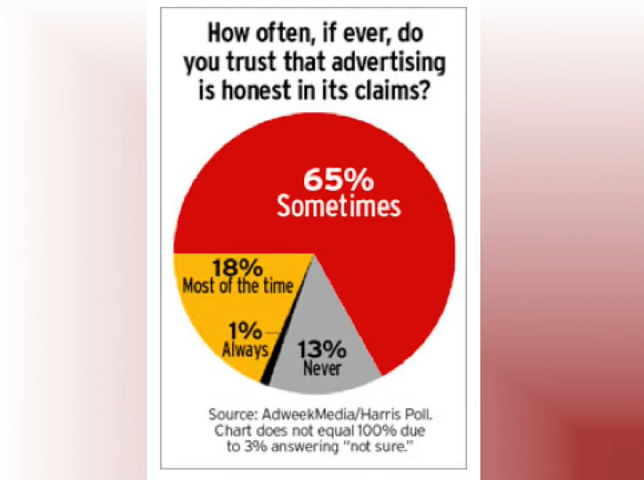 How often, if ever, do
you trust that advertising
is honest in its claims?
65%
Sometimes
18%
Most of the time
1%
Always
13%
Never
Source: AdweekMedia/Harris Poll.
Chart does not equal 100% due
to 3% answering "not sure."